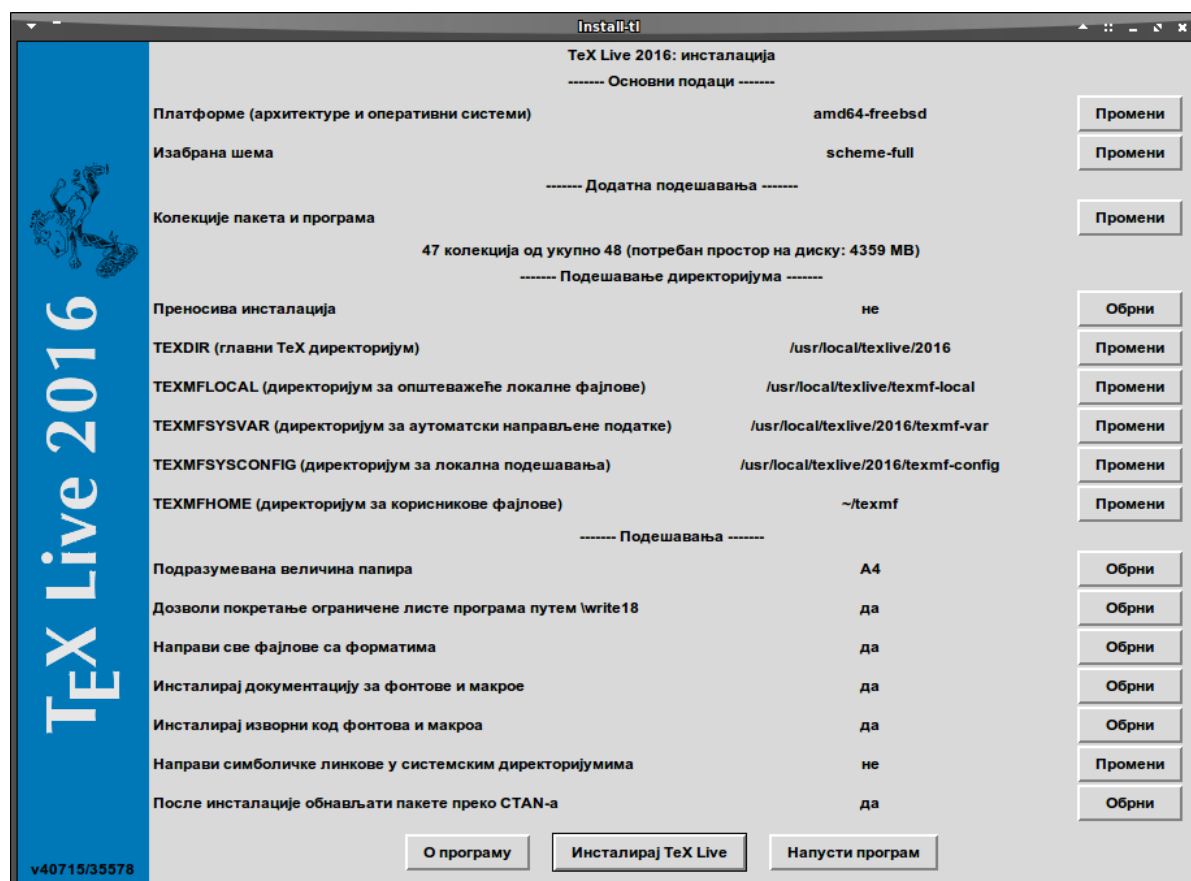 Install-tl
TeX Live 2016: инсталација
------- Основни подаци -------
Платформе (архитектуре и оперативни системи) amd64-freebsd Промени
Изабрана шема scheme-full Промени
------- Додатна подешавања -------
Колекције пакета и програма Промени
47 колекција од укупно 48 (потребан простор на диску: 4359 MB)
------- Подешавање директоријума -------
Преносива инсталација не Обрни
TEXDIR (главни TeX директоријум) /usr/local/texlive/2016 Промени
TEXMFLOCAL (директоријум за општеважеће локалне фајлове) /usr/local/texlive/texmf-local Промени
TEXMFSYSVAR (директоријум за аутоматски направљене податке) /usr/local/texlive/2016/texmf-var Промени
TEXMFSYSCONFIG (директоријум за локална подешавања) /usr/local/texlive/2016/texmf-config Промени
TEXMFHOME (директоријум за корисникове фајлове) ~/texmf Промени
------- Подешавања -------
Подразумевана величина папира A4 Обрни
Дозволи покретање ограничене листе програма путем \write18 да Обрни
Направи све фајлове са форматима да Обрни
Инсталирај документацију за фонтове и макрое да Обрни
Инсталирај изворни код фонтова и макроа да Обрни
Направи симболичке линкове у системским директоријумима не Промени
После инсталације обнављати пакете преко CTAN-а да Обрни
О програму Инсталирај TeX Live Напусти програм
TEX Live 2016
v40715/35578